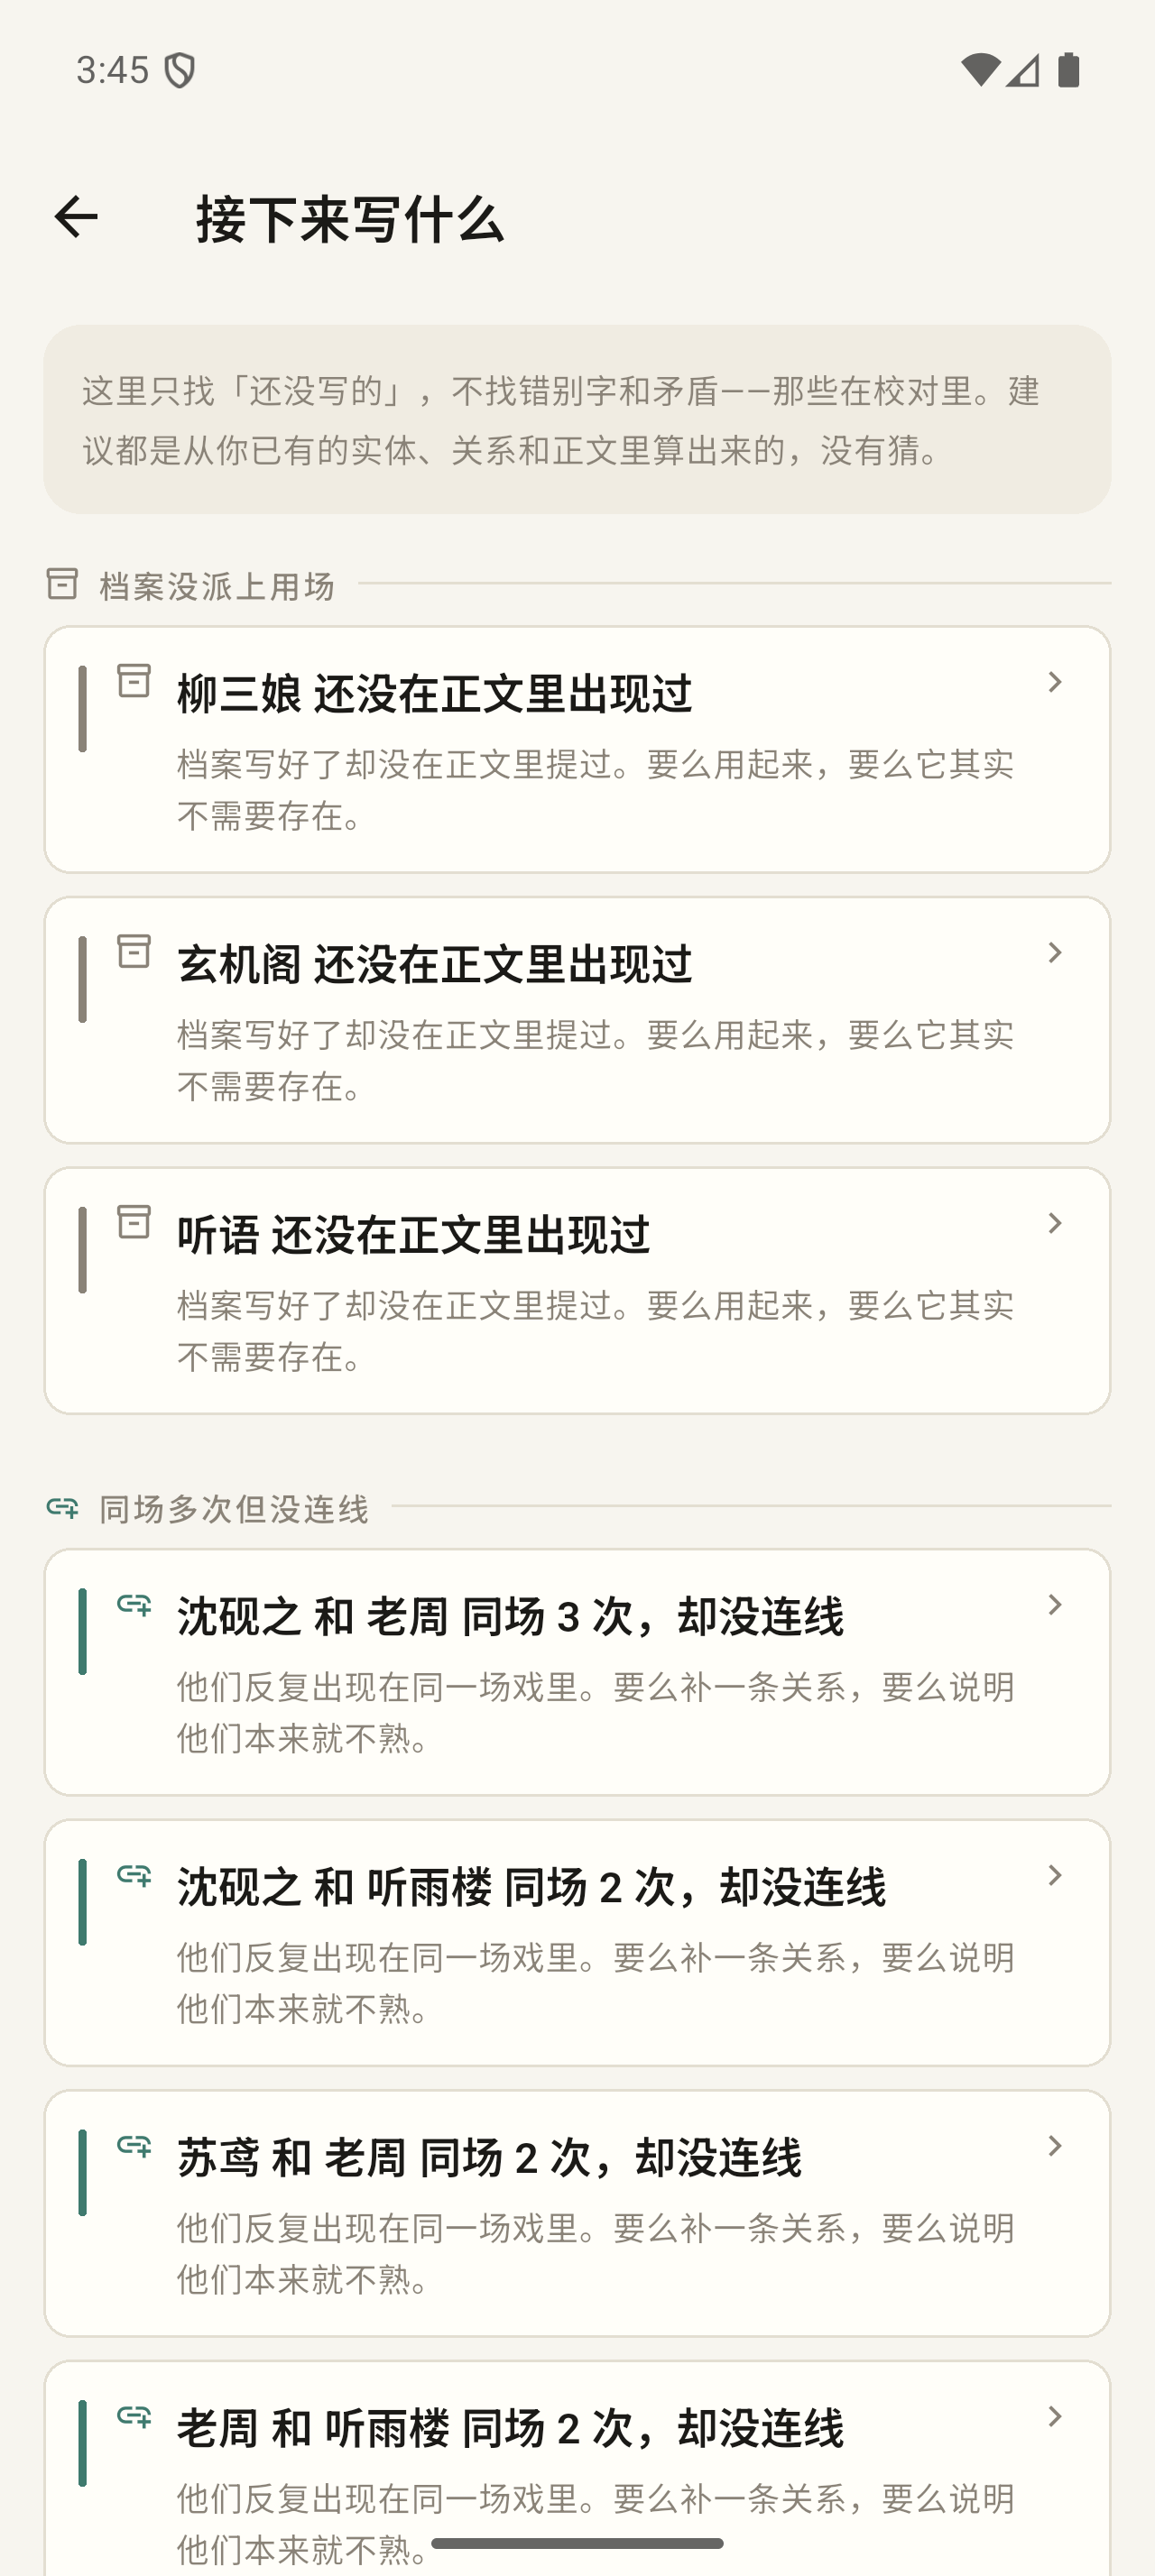 3:45
接下来写什么
这里只找「还没写的」，不找错别字和矛盾——那些在校对里。建
议都是从你已有的实体、关系和正文里算出来的，没有猜。
档案没派上用场
柳三娘 还没在正文里出现过
档案写好了却没在正文里提过。要么用起来，要么它其实
不需要存在。
玄机阁 还没在正文里出现过
档案写好了却没在正文里提过。要么用起来，要么它其实
不需要存在。
听语 还没在正文里出现过
档案写好了却没在正文里提过。要么用起来，要么它其实
不需要存在。
同场多次但没连线
沈砚之 和 老周 同场 3 次，却没连线
他们反复出现在同一场戏里。要么补一条关系，要么说明
他们本来就不熟。
沈砚之 和 听雨楼 同场 2 次，却没连线
他们反复出现在同一场戏里。要么补一条关系，要么说明
他们本来就不熟。
苏鸢 和 老周 同场 2 次，却没连线
他们反复出现在同一场戏里。要么补一条关系，要么说明
他们本来就不熟。
老周 和 听雨楼 同场 2 次，却没连线
他们反复出现在同一场戏里。要么补一条关系，要么说明
他们本来就不熟。